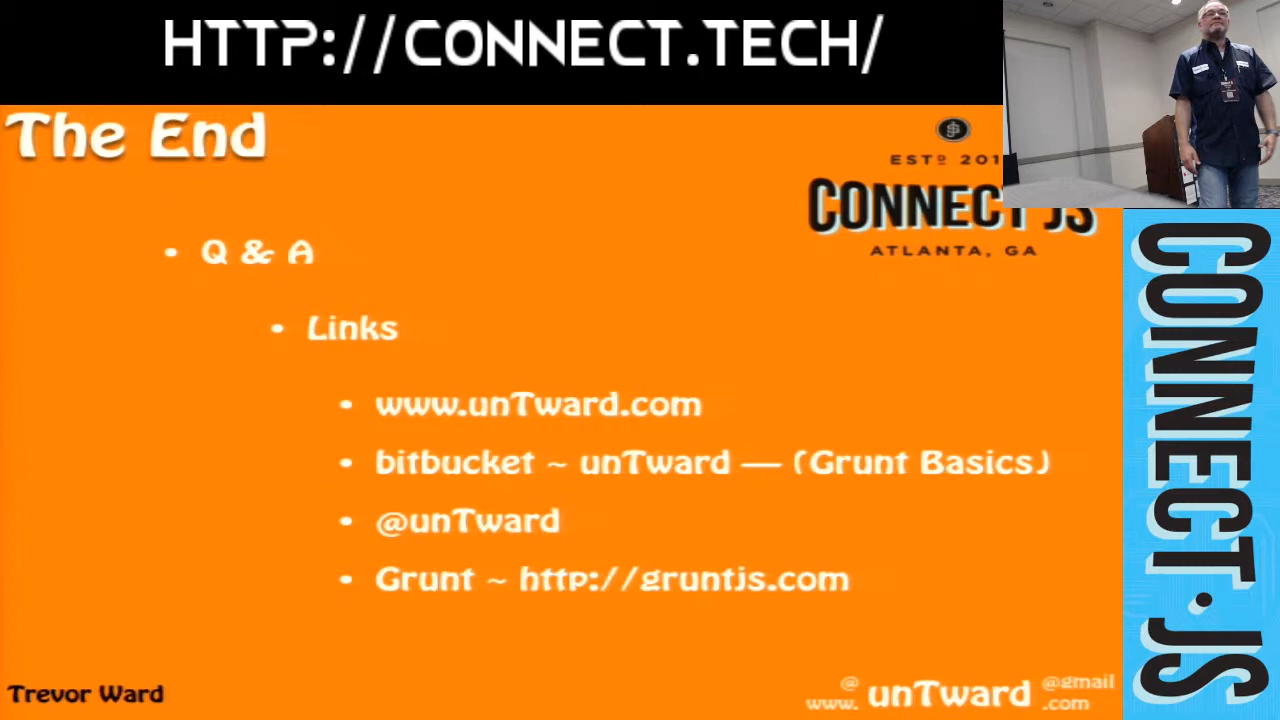 HTTP://CONNECT.TECH/
The End
ESTD 201
CONNECT JS
ATLANTA, GA
• Q & A
• Links
• www.unTward.com
• bitbucket ~ unTward — (Grunt Basics)
• @unTward
• Grunt ~ http://gruntjs.com
Trevor Ward
@ unTward @gmail
www. .com
CONNECT.JS